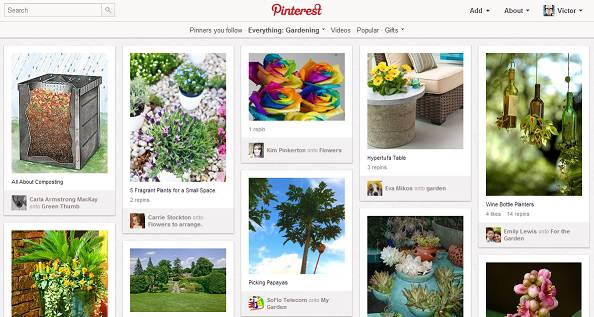 Search
Pinterest
Add +
About
Victor
Pinners you follow · Everything: Gardening · Videos · Popular · Gifts
All About Composting
Carla Armstrong MacKay
onto Green Thumb
5 Fragrant Plants for a Small Space
2 repins
Carrie Stockton onto
Flowers to arrange.
1 repin
Kim Pinkerton onto Flowers
Picking Papayas
SoFlo Telecom onto My
Garden
Hypertufa Table
3 repins
Eva Mikos onto garden
Wine Bottle Planters
4 likes 14 repins
Emily Lewis onto For the
Garden